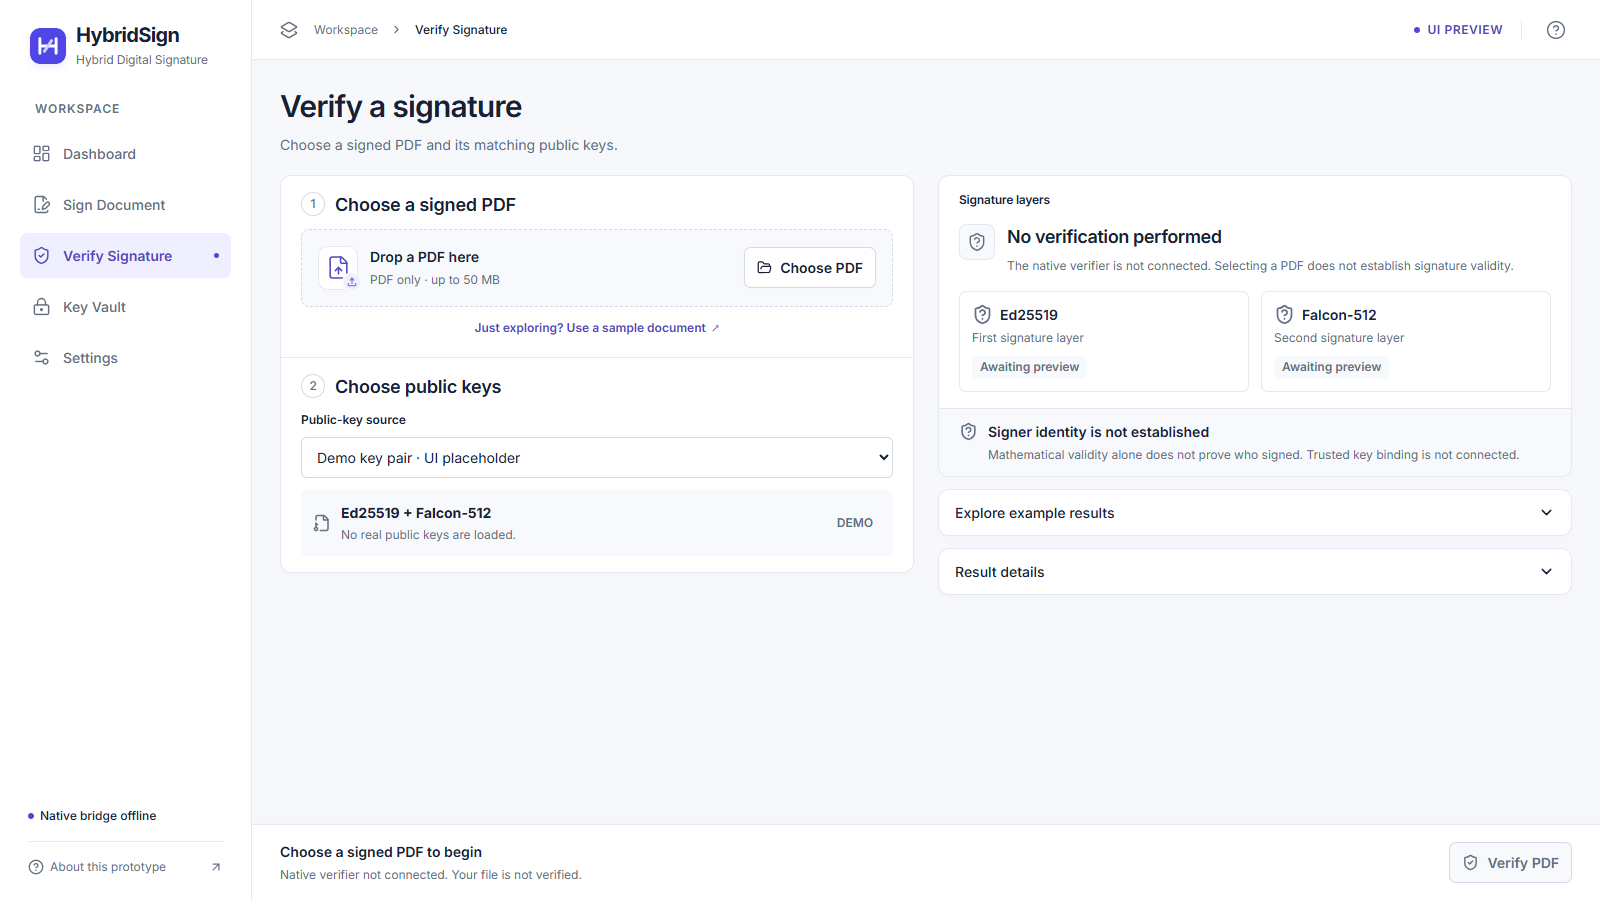 HybridSign
Hybrid Digital Signature
WORKSPACE
Dashboard
Sign Document
Verify Signature
Key Vault
Settings
Native bridge offline
About this prototype
Workspace
Verify Signature
UI PREVIEW
Verify a signature
Choose a signed PDF and its matching public keys.
1
Choose a signed PDF
Drop a PDF here
PDF only · up to 50 MB
Choose PDF
Just exploring? Use a sample document ↗
2
Choose public keys
Public-key source
Demo key pair · UI placeholder
Ed25519 + Falcon-512
No real public keys are loaded.
DEMO
Signature layers
No verification performed
The native verifier is not connected. Selecting a PDF does not establish signature validity.
Ed25519
First signature layer
Awaiting preview
Falcon-512
Second signature layer
Awaiting preview
Signer identity is not established
Mathematical validity alone does not prove who signed. Trusted key binding is not connected.
Explore example results
Result details
Choose a signed PDF to begin
Native verifier not connected. Your file is not verified.
Verify PDF